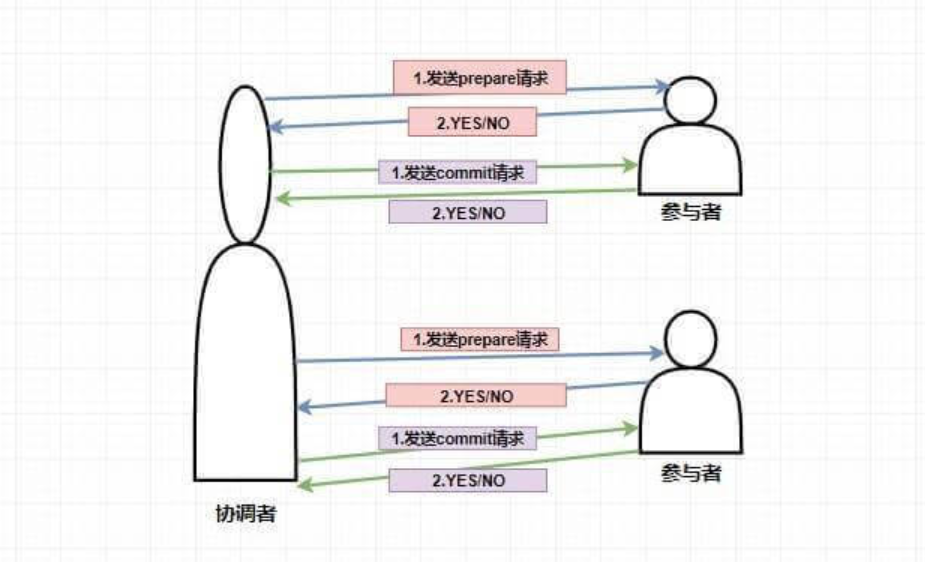 1.发送prepare请求
2.YES/NO
1.发送commit请求
2.YES/NO
参与者
1.发送prepare请求
2.YES/NO
1.发送commit请求
2.YES/NO
参与者
协调者